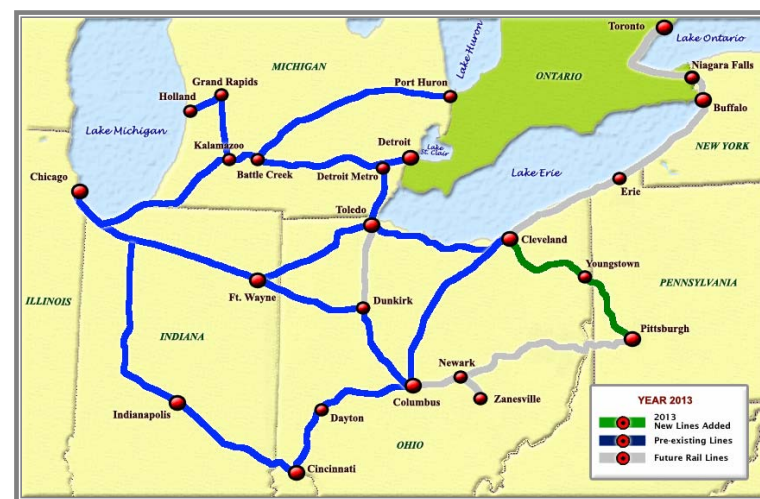 Toronto
Lake Ontario
Lake Huron
MICHIGAN
Niagara Falls
Grand Rapids
Port Huron
ONTARIO
Holland
Buffalo
Lake Michigan
Detroit
Lake
St. Clair
NEW YORK
Kalamazoo
Battle Creek
Detroit Metro
Lake Erie
Erie
Chicago
Toledo
Cleveland
Youngstown
PENNSYLVANIA
ILLINOIS
Ft. Wayne
Dunkirk
INDIANA
Pittsburgh
Newark
Indianapolis
Dayton
Columbus
Zanesville
OHIO
Cincinnati
YEAR 2013
2013
New Lines Added
Pre-existing Lines
Future Rail Lines